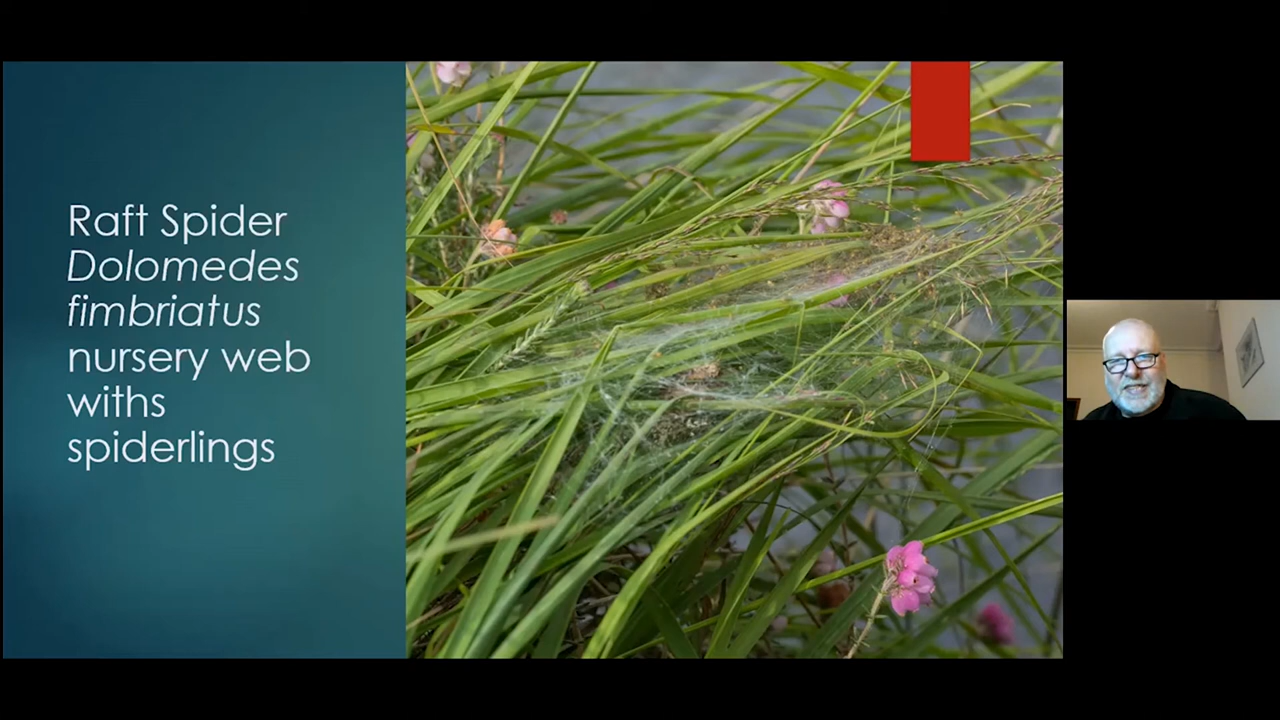 Raft Spider
Dolomedes
fimbriatus
nursery web
withs
spiderlings